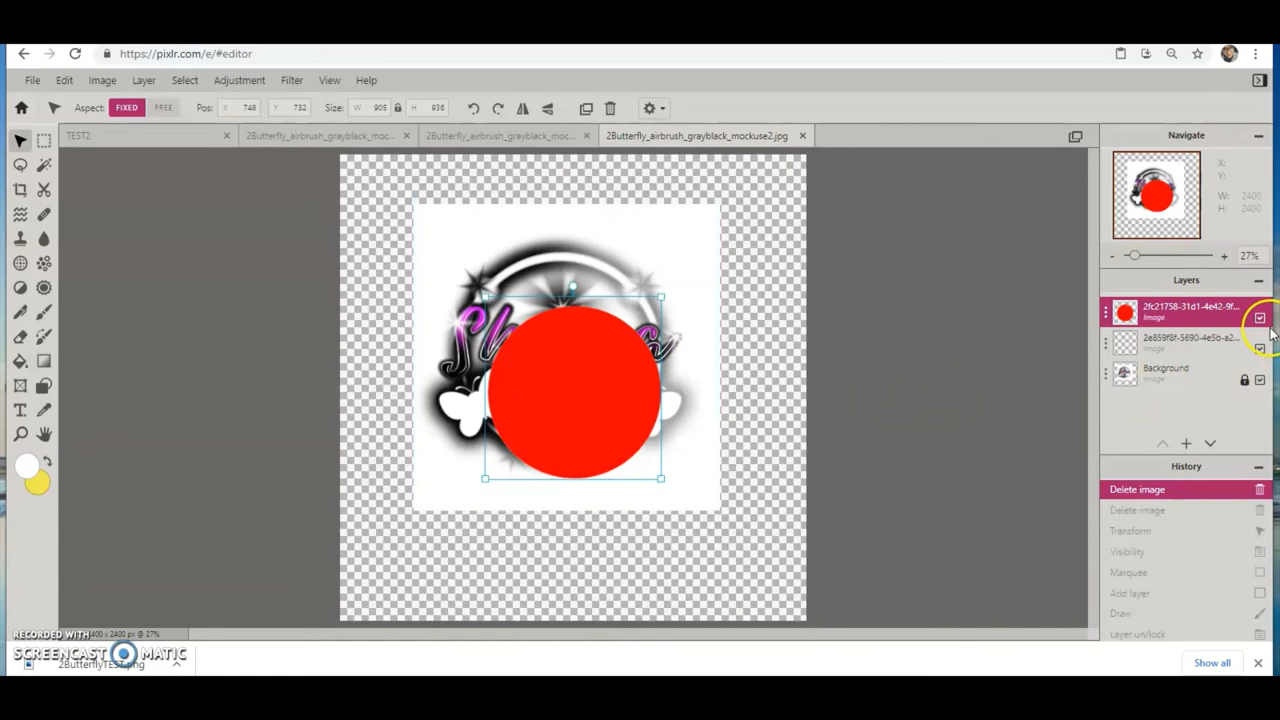 https://pixlr.com/e/#editor
File Edit Image Layer Select Adjustment Filter View Help
Aspect: FIXED FREE Pos: X 748 Y 732 Size: W 905 H 936
TEST2 2Butterfly_airbrush_grayblack_moc... 2Butterfly_airbrush_grayblack_moc... 2Butterfly_airbrush_grayblack_mockuse2.jpg
Navigate
X:
Y:
W: 2400
H: 2400
- + 27%
Layers
2fc21758-31d1-4e42-9f...
Image
2e859f8f-5690-4e5b-a2...
Image
Background
Image
History
Delete image
Delete image
Transform
Visibility
Marquee
Add layer
Draw
Layer un/lock
2400 px @ 27%
RECORDED WITH
SCREENCAST MATIC
2ButterflyTEST.png
Show all